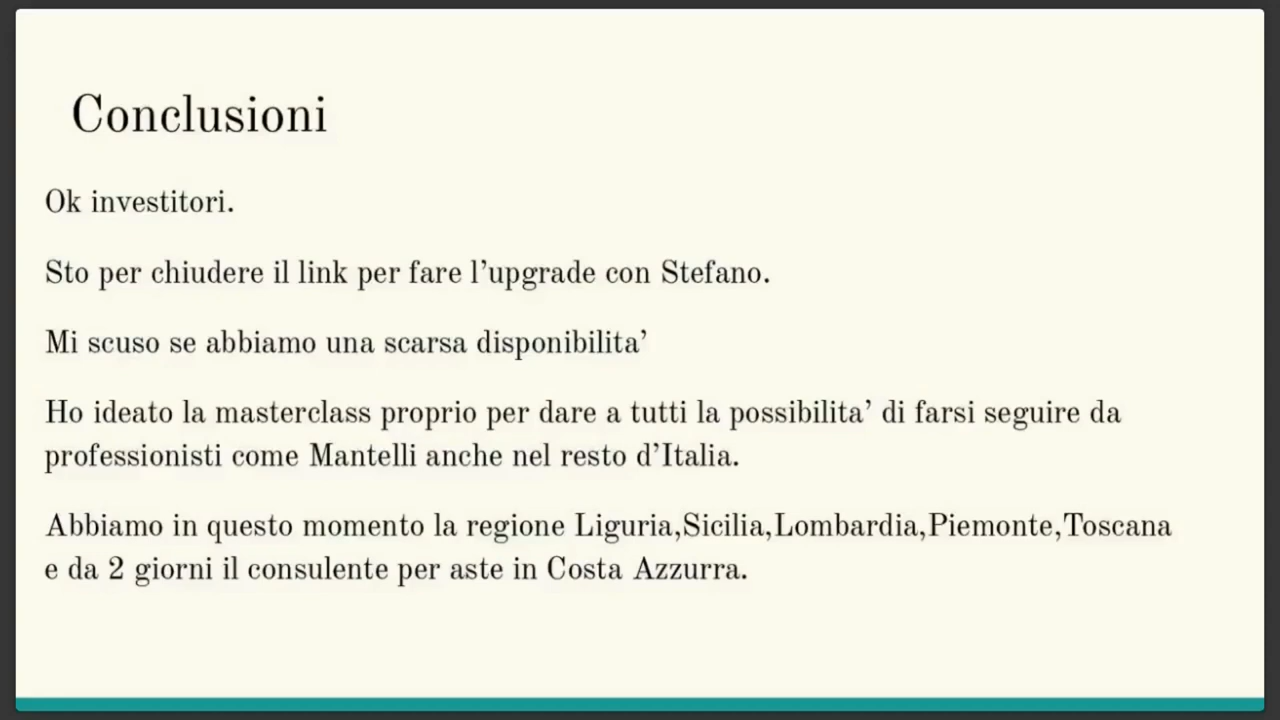 Conclusioni
Ok investitori.
Sto per chiudere il link per fare l’upgrade con Stefano.
Mi scuso se abbiamo una scarsa disponibilita’
Ho ideato la masterclass proprio per dare a tutti la possibilita’ di farsi seguire da
professionisti come Mantelli anche nel resto d’Italia.
Abbiamo in questo momento la regione Liguria,Sicilia,Lombardia,Piemonte,Toscana
e da 2 giorni il consulente per aste in Costa Azzurra.